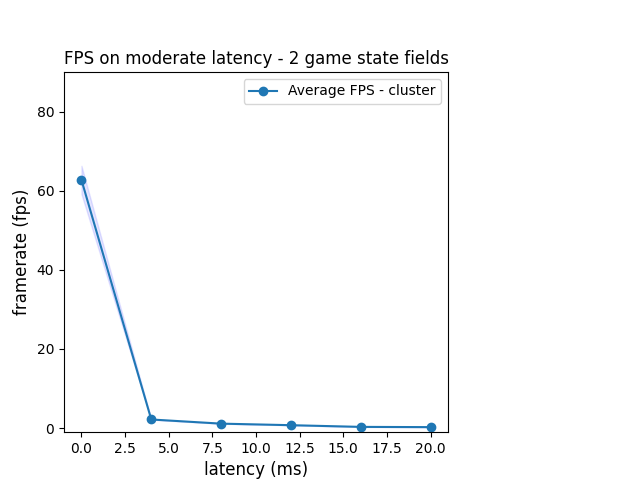 FPS on moderate latency - 2 game state fields
Average FPS - cluster
80
60
40
20
0
framerate (fps)
0.0 2.5 5.0 7.5 10.0 12.5 15.0 17.5 20.0
latency (ms)